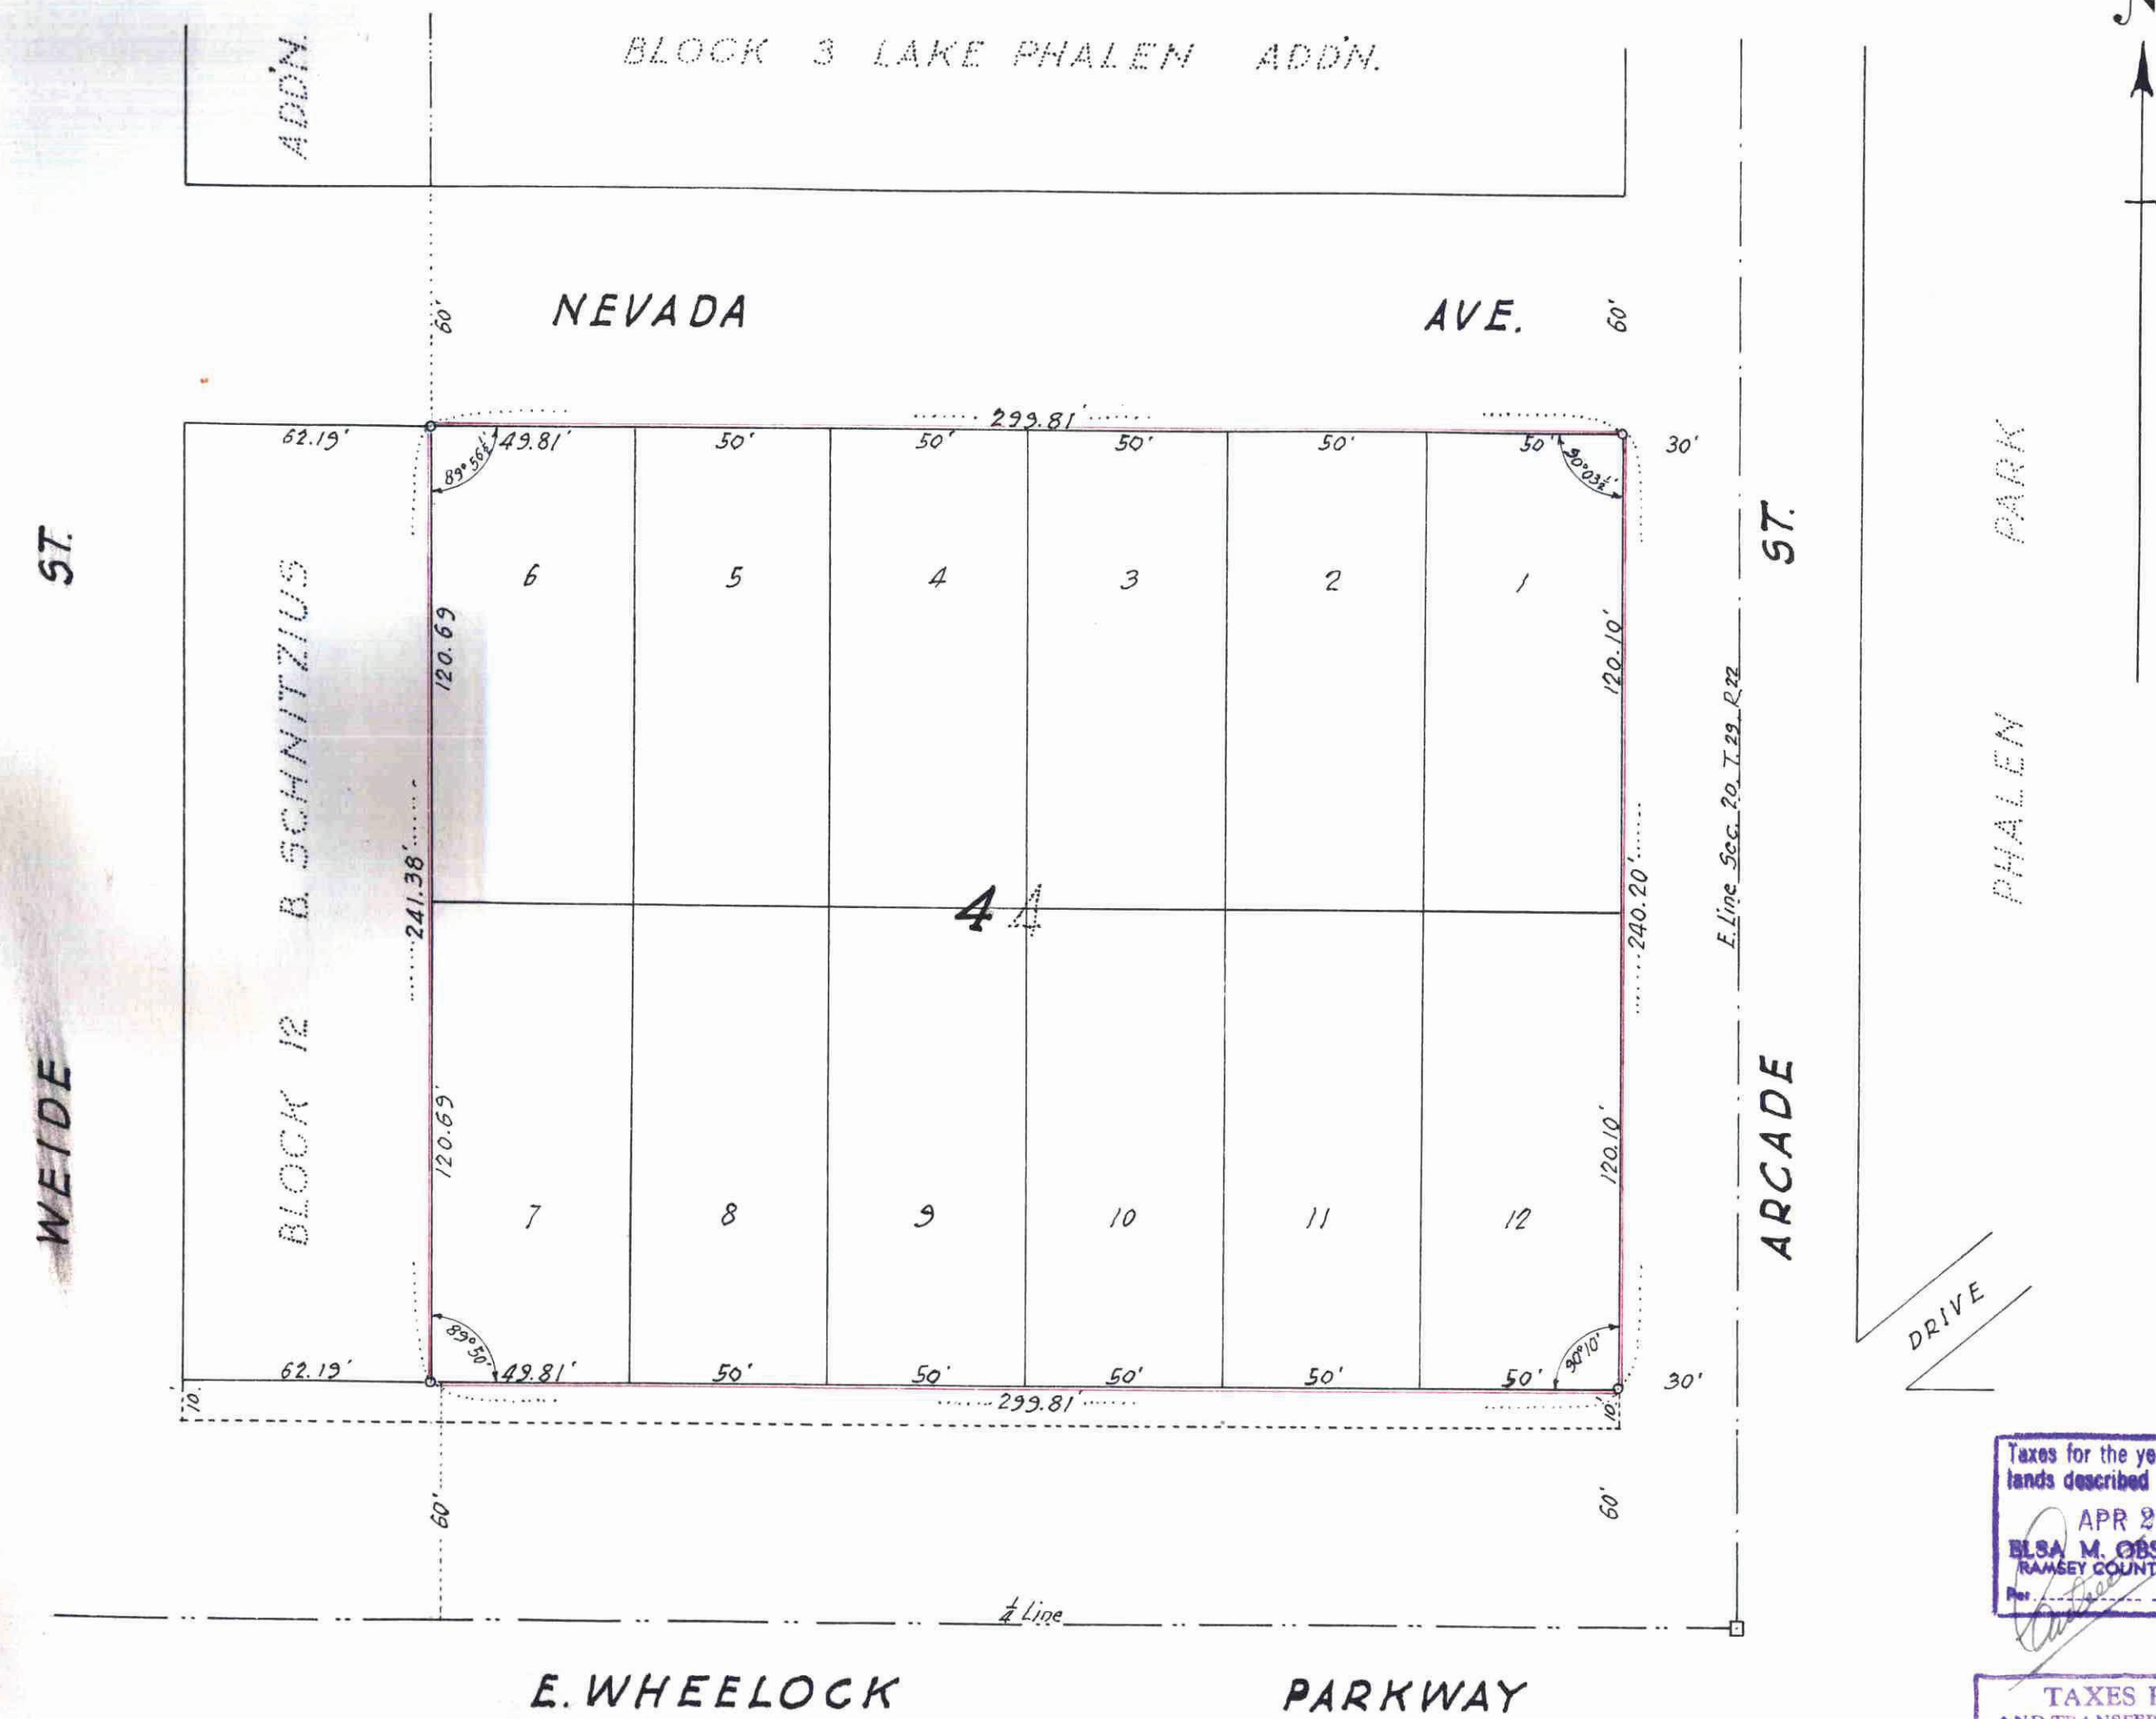 N
BLOCK 3 LAKE PHALEN ADD'N.
ADD'N.
60'
NEVADA AVE.
60'
299.81'
62.19'
49.81'
50'
50'
50'
50'
50'
30'
89°56½'
90°03½'
ST.
ST.
PHALEN PARK
6
5
4
3
2
1
120.69
120.10'
BLOCK 12 B. SCHNITZIUS
241.38'
4 4
240.20'
E. Line Sec. 20, T. 29, R 22
WEIDE
ARCADE
120.69'
120.10'
7
8
9
10
11
12
89°50'
90°10'
DRIVE
62.19'
49.81'
50'
50'
50'
50'
50'
30'
299.81'
10'
10'
60'
60'
¼ Line
E. WHEELOCK PARKWAY
Taxes for the ye
lands described
APR 2
ELSA M. OBS
RAMSEY COUNT
Per
TAXES